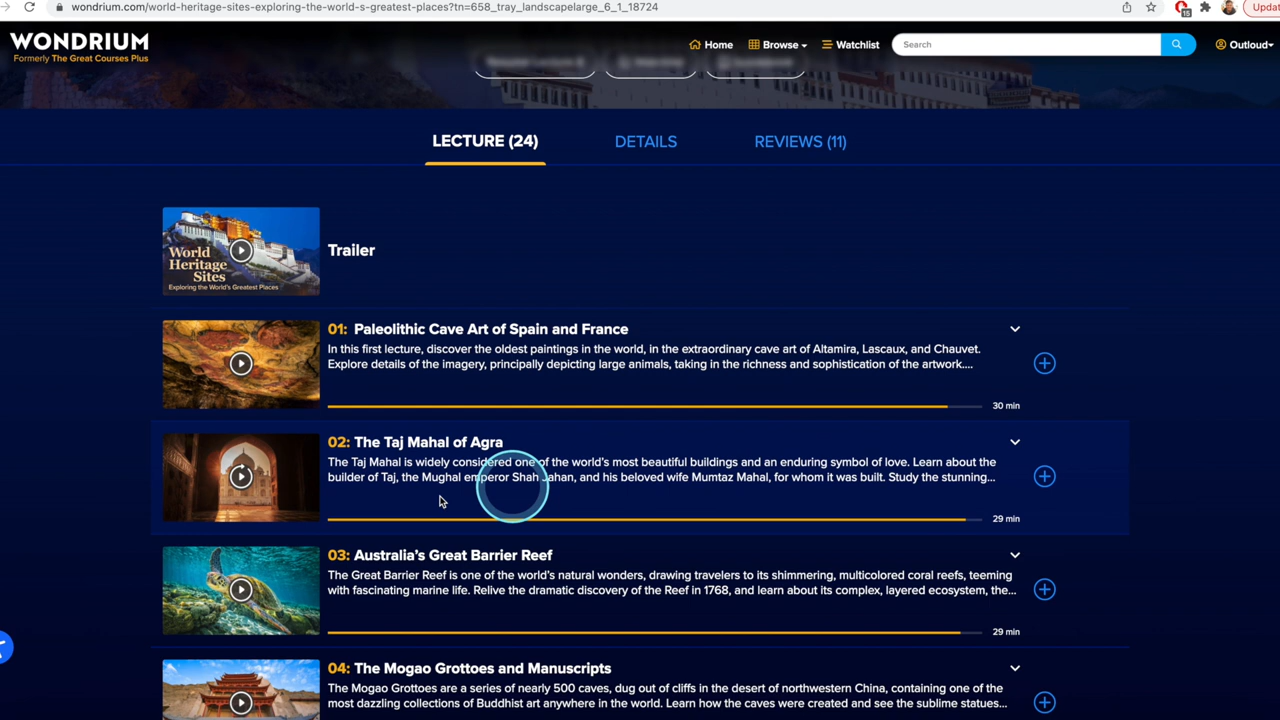 wondrium.com/world-heritage-sites-exploring-the-world-s-greatest-places?tn=658_tray_landscapelarge_6_1_18724
15
Updat
WONDRIUM
Formerly The Great Courses Plus
Home
Browse
Watchlist
Search
Outloud
LECTURE (24)
DETAILS
REVIEWS (11)
World
Heritage
Sites
Exploring the World's Greatest Places
Trailer
01: Paleolithic Cave Art of Spain and France
In this first lecture, discover the oldest paintings in the world, in the extraordinary cave art of Altamira, Lascaux, and Chauvet.
Explore details of the imagery, principally depicting large animals, taking in the richness and sophistication of the artwork....
30 min
02: The Taj Mahal of Agra
The Taj Mahal is widely considered one of the world's most beautiful buildings and an enduring symbol of love. Learn about the
builder of Taj, the Mughal emperor Shah Jahan, and his beloved wife Mumtaz Mahal, for whom it was built. Study the stunning...
29 min
03: Australia's Great Barrier Reef
The Great Barrier Reef is one of the world's natural wonders, drawing travelers to its shimmering, multicolored coral reefs, teeming
with fascinating marine life. Relive the dramatic discovery of the Reef in 1768, and learn about its complex, layered ecosystem, the...
29 min
04: The Mogao Grottoes and Manuscripts
The Mogao Grottoes are a series of nearly 500 caves, dug out of cliffs in the desert of northwestern China, containing one of the
most dazzling collections of Buddhist art anywhere in the world. Learn how the caves were created and see the sublime statues...